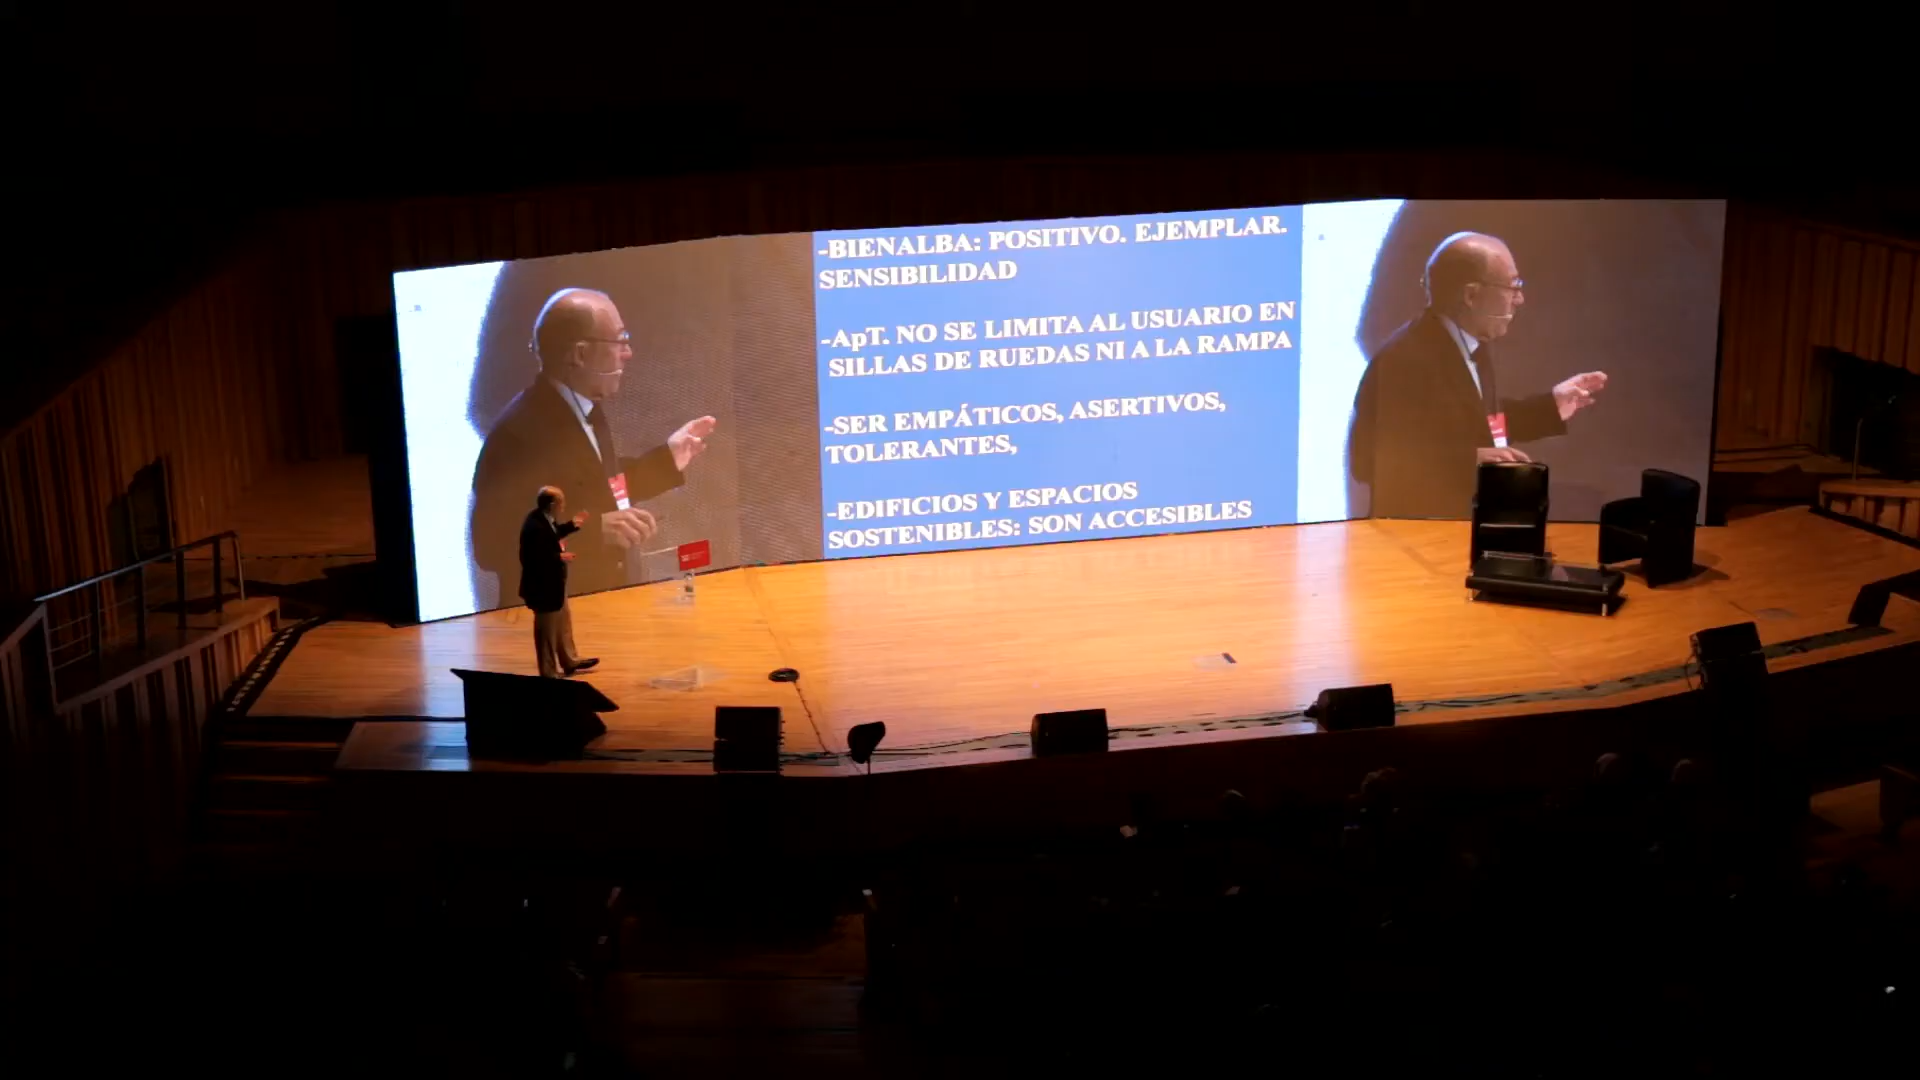 -BIENALBA: POSITIVO. EJEMPLAR.
SENSIBILIDAD
-ApT. NO SE LIMITA AL USUARIO EN
SILLAS DE RUEDAS NI A LA RAMPA
-SER EMPÁTICOS, ASERTIVOS,
TOLERANTES,
-EDIFICIOS Y ESPACIOS
SOSTENIBLES: SON ACCESIBLES